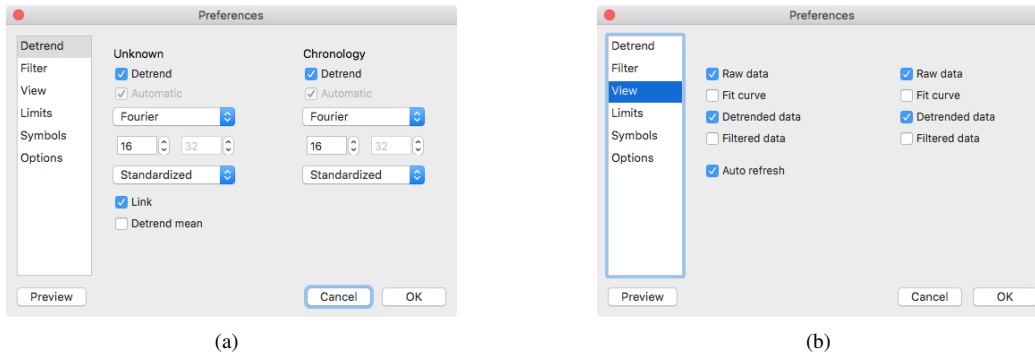 Preferences
Detrend
Filter
View
Limits
Symbols
Options
Unknown
Detrend
Automatic
Fourier
16 32
Standardized
Link
Detrend mean
Chronology
Detrend
Automatic
Fourier
16 32
Standardized
Preview
Cancel OK
(a)
Preferences
Detrend
Filter
View
Limits
Symbols
Options
Raw data
Fit curve
Detrended data
Filtered data
Auto refresh
Raw data
Fit curve
Detrended data
Filtered data
Preview
Cancel OK
(b)